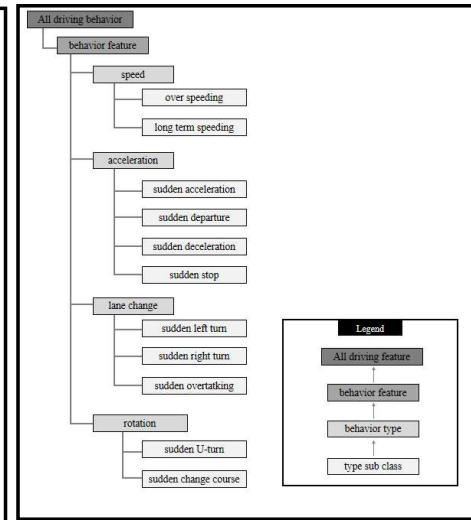 All driving behavior
behavior feature
speed
over speeding
long term speeding
acceleration
sudden acceleration
sudden departure
sudden deceleration
sudden stop
lane change
sudden left turn
sudden right turn
sudden overtatking
rotation
sudden U-turn
sudden change course
Legend
All driving feature
behavior feature
behavior type
type sub class